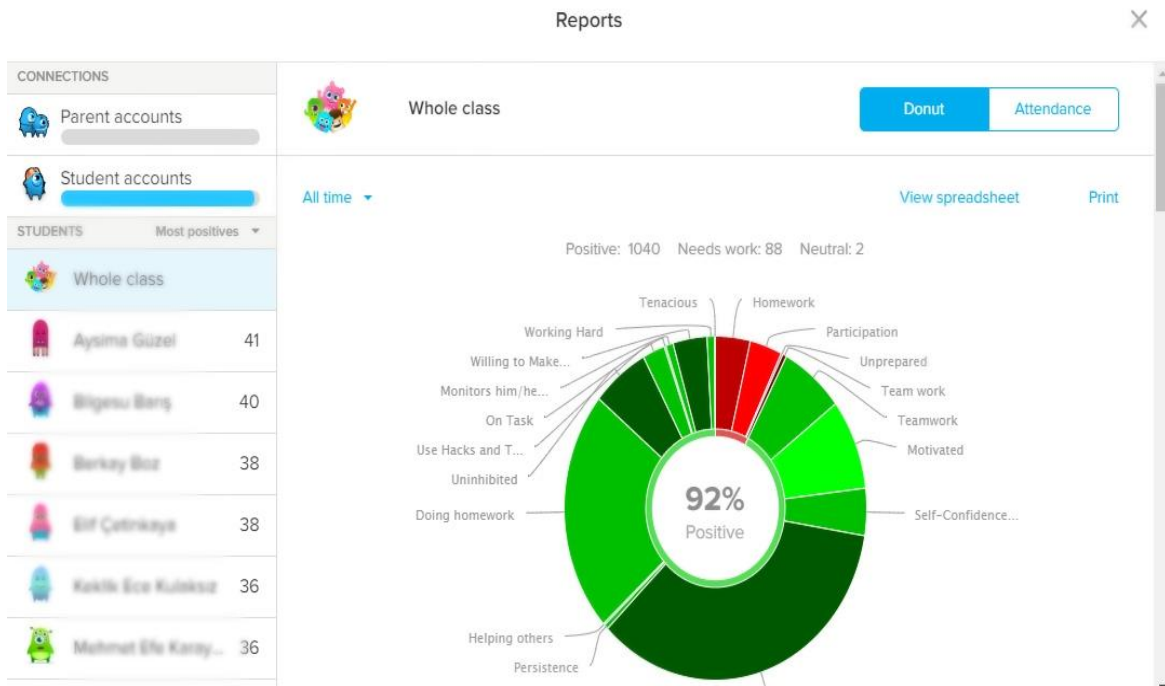 Reports
CONNECTIONS
Parent accounts
Student accounts
STUDENTS Most positives
Whole class
41
40
38
38
36
36
Whole class
Donut Attendance
All time
View spreadsheet Print
Positive: 1040 Needs work: 88 Neutral: 2
Tenacious
Working Hard
Willing to Make...
Monitors him/he...
On Task
Use Hacks and T...
Uninhibited
Doing homework
Helping others
Persistence
Homework
Participation
Unprepared
Team work
Teamwork
Motivated
Self-Confidence...
92%
Positive